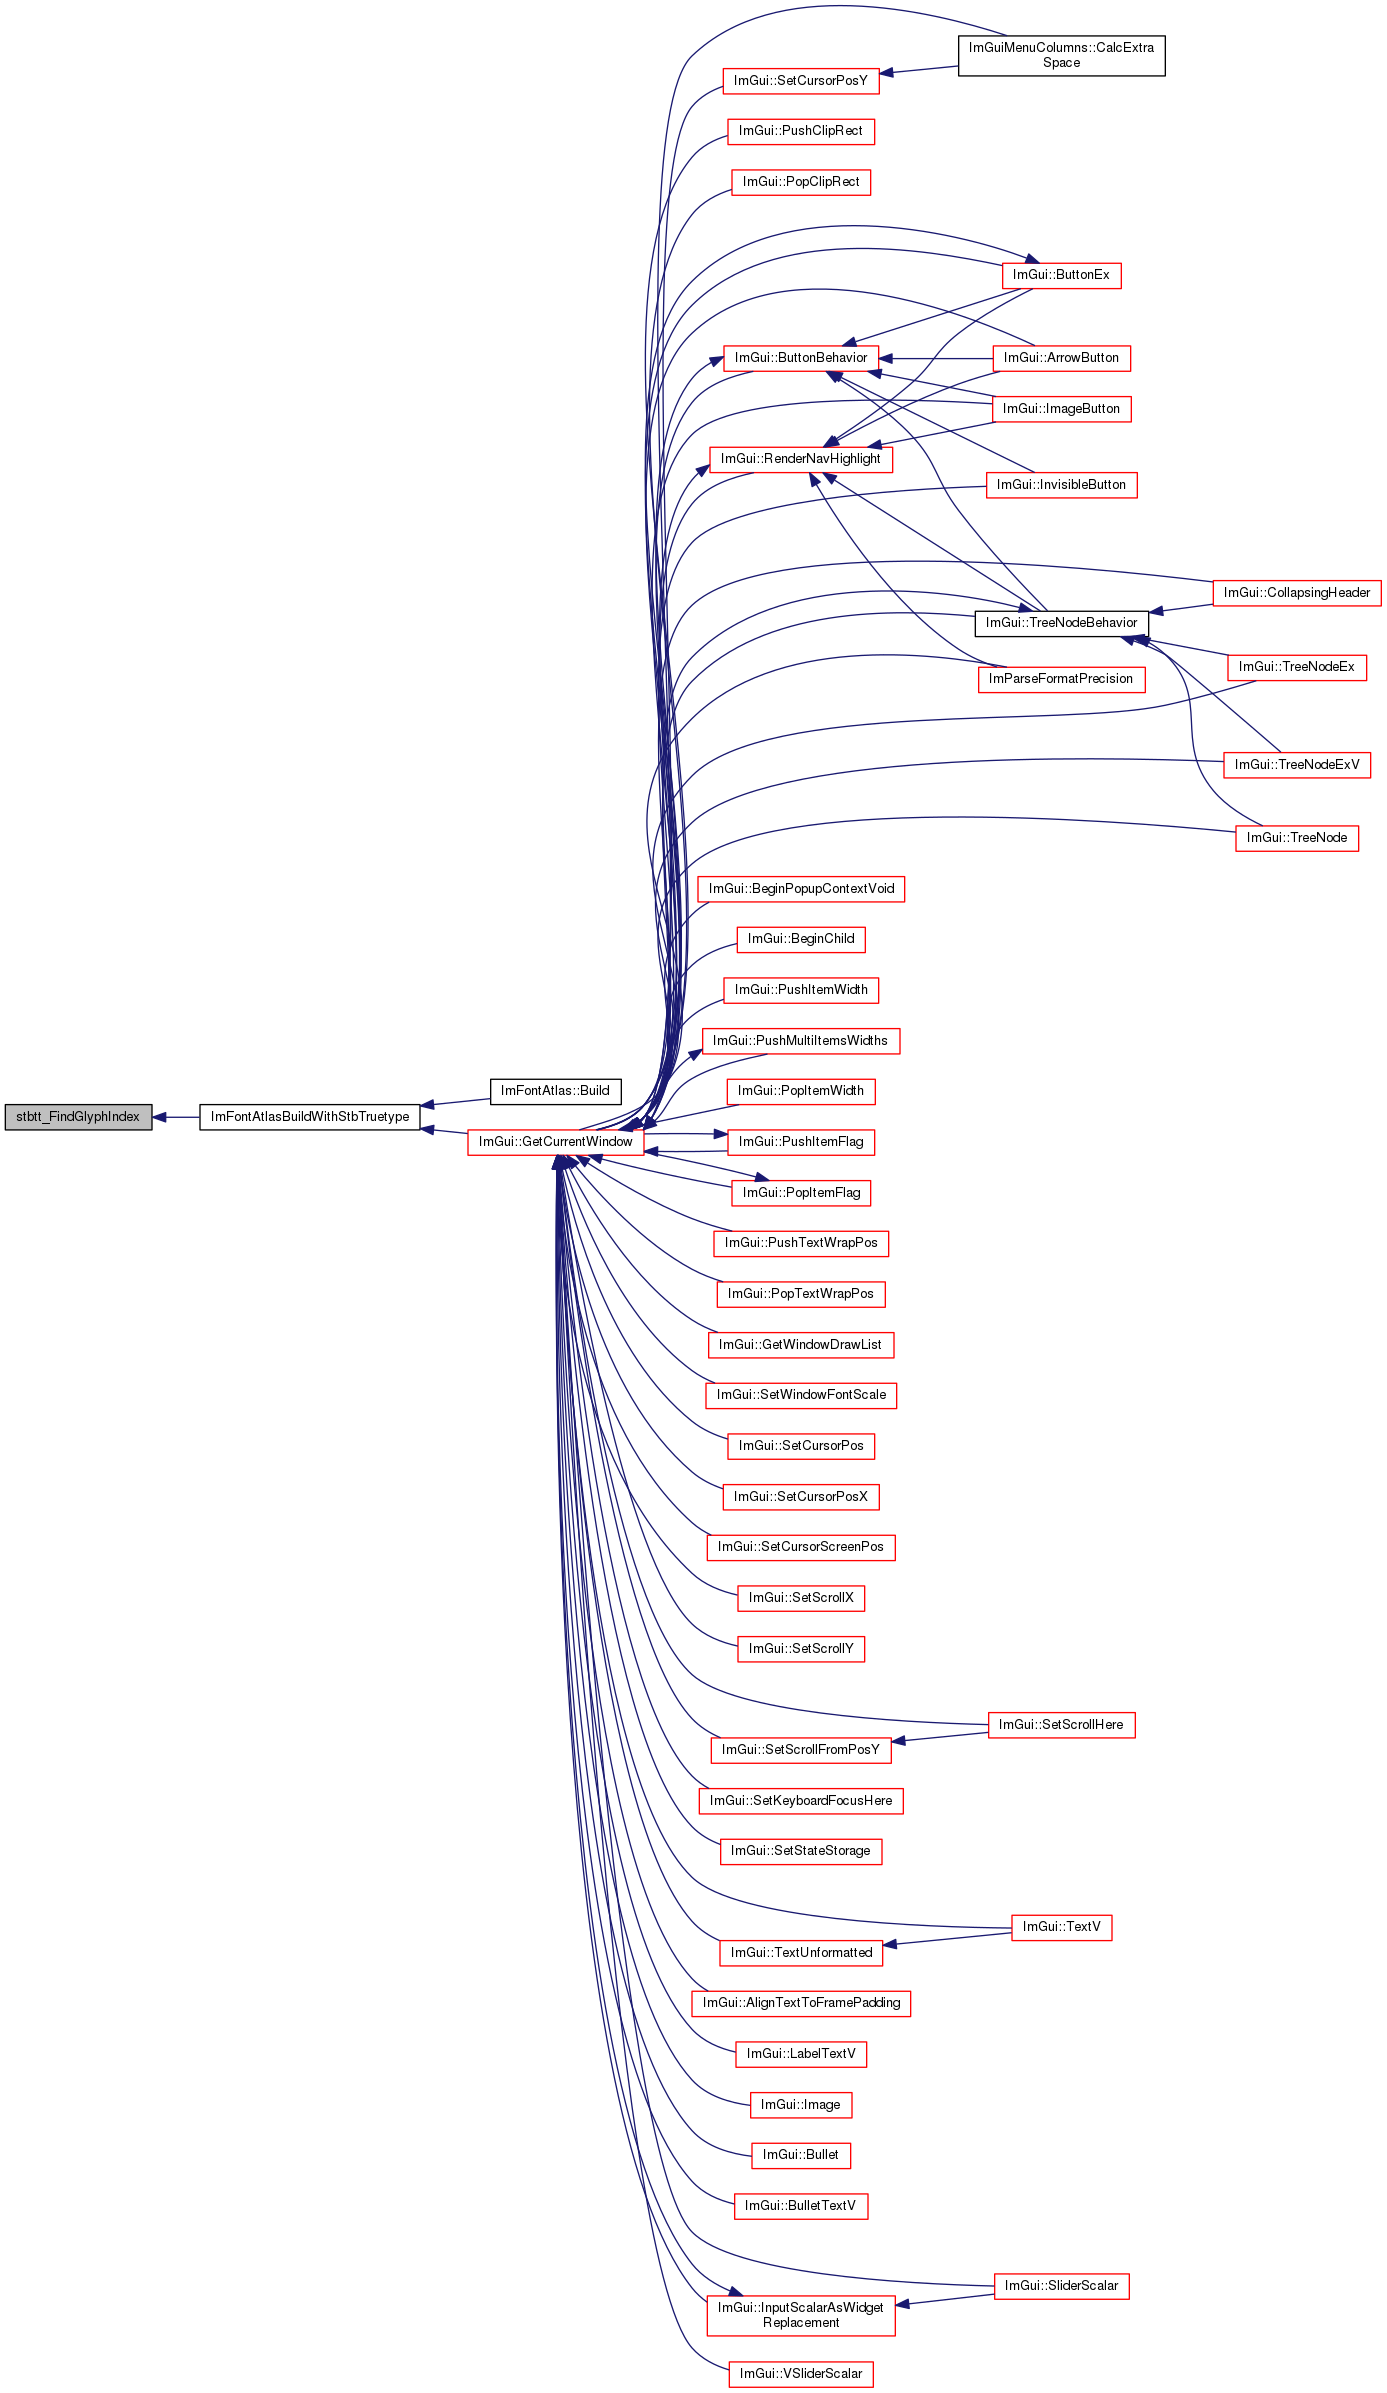 ImGuiMenuColumns::CalcExtra
Space
ImGui::SetCursorPosY
ImGui::PushClipRect
ImGui::PopClipRect
ImGui::ButtonEx
ImGui::ButtonBehavior
ImGui::ArrowButton
ImGui::ImageButton
ImGui::RenderNavHighlight
ImGui::InvisibleButton
ImGui::CollapsingHeader
ImGui::TreeNodeBehavior
ImGui::TreeNodeEx
ImParseFormatPrecision
ImGui::TreeNodeExV
ImGui::TreeNode
ImGui::BeginPopupContextVoid
ImGui::BeginChild
ImGui::PushItemWidth
ImGui::PushMultiItemsWidths
ImFontAtlas::Build
ImGui::PopItemWidth
stbtt_FindGlyphIndex
ImFontAtlasBuildWithStbTruetype
ImGui::GetCurrentWindow
ImGui::PushItemFlag
ImGui::PopItemFlag
ImGui::PushTextWrapPos
ImGui::PopTextWrapPos
ImGui::GetWindowDrawList
ImGui::SetWindowFontScale
ImGui::SetCursorPos
ImGui::SetCursorPosX
ImGui::SetCursorScreenPos
ImGui::SetScrollX
ImGui::SetScrollY
ImGui::SetScrollHere
ImGui::SetScrollFromPosY
ImGui::SetKeyboardFocusHere
ImGui::SetStateStorage
ImGui::TextV
ImGui::TextUnformatted
ImGui::AlignTextToFramePadding
ImGui::LabelTextV
ImGui::Image
ImGui::Bullet
ImGui::BulletTextV
ImGui::SliderScalar
ImGui::InputScalarAsWidget
Replacement
ImGui::VSliderScalar